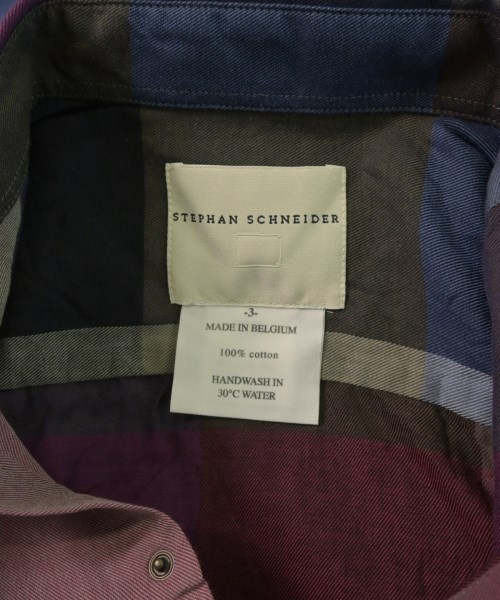 STEPHAN SCHNEIDER
-3-
MADE IN BELGIUM
100% cotton
HANDWASH IN
30°C WATER